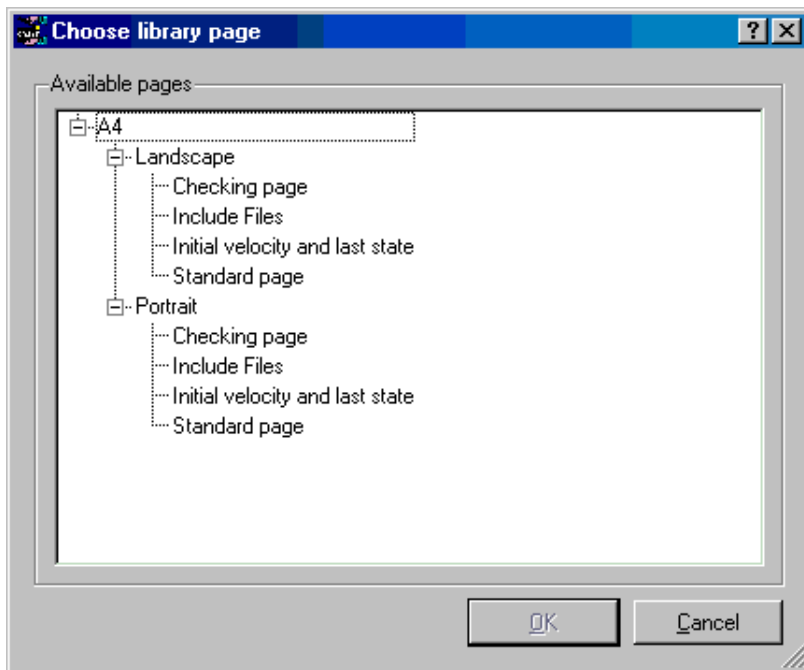 Choose library page
Available pages
A4
Landscape
Checking page
Include Files
Initial velocity and last state
Standard page
Portrait
Checking page
Include Files
Initial velocity and last state
Standard page
OK
Cancel